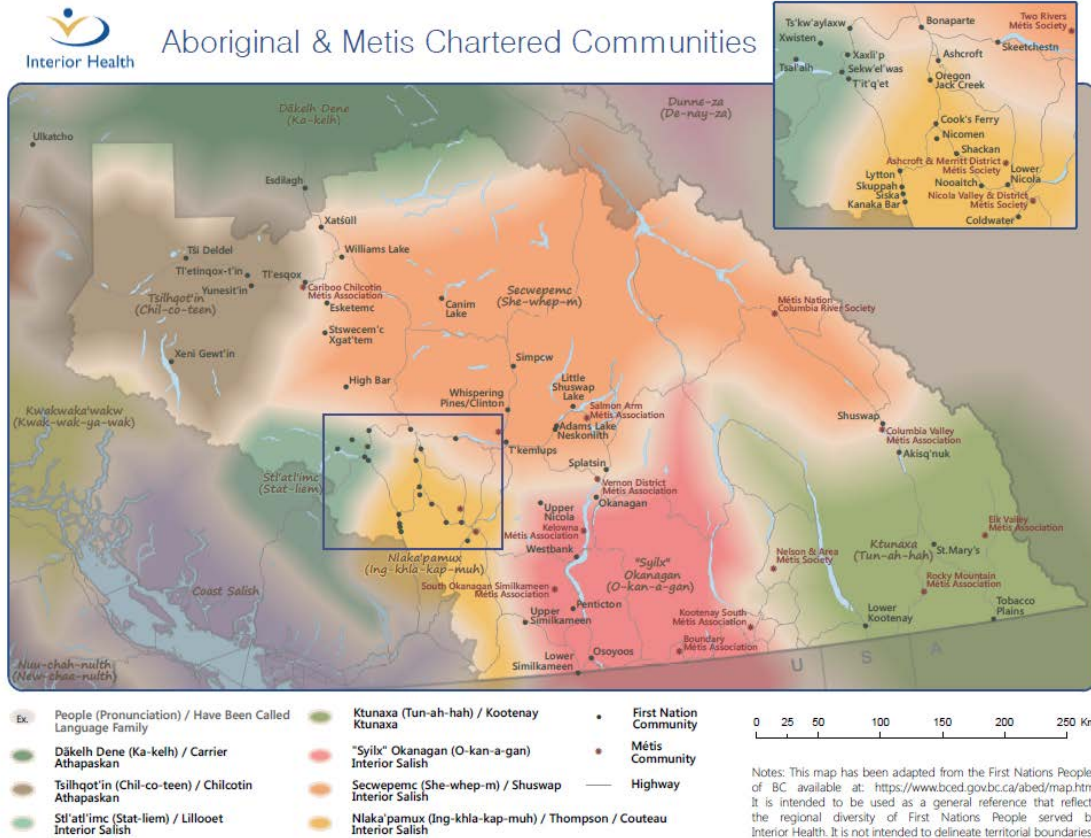 Interior Health
Aboriginal & Metis Chartered Communities
Ts'kw'aylaxw
Bonaparte
Two Rivers
Métis Society
Xwisten
Skeetchestn
Xaxli'p
Ashcroft
Tsal'alh
Sekw'el'was
T'it'q'et
Oregon
Jack Creek
Cook's Ferry
Nicomen
Shackan
Ashcroft & Merritt District
Métis Society
Lytton
Lower
Nicola
Skuppah
Nooaitch
Siska
Nicola Valley & District
Métis Society
Kanaka Bar
Coldwater
Dãkelh Dene
(Ka-kelh)
Dunne-za
(De-nay-za)
Ulkatcho
Esdilagh
Xatśūll
Williams Lake
Tsi Deldel
Tl'etinqox-t'in
Tl'esqox
Yunesit'in
Cariboo Chilcotin
Métis Association
Tsilhqot'in
(Chil-co-teen)
Esketemc
Canim
Lake
Secwepemc
(She-whep-m)
Métis Nation
Columbia River Society
Stswecem'c
Xgat'tem
Xeni Gewt'in
Simpcw
High Bar
Whispering
Pines/Clinton
Little
Shuswap
Lake
Kwakwaka'wakw
(Kwak-wak-ya-wak)
Salmon Arm
Métis Association
Shuswap
Adams Lake
Neskonlith
Columbia Valley
Métis Association
T'kemlups
Akisq'nuk
Splatsin
Stl'atl'imc
(Stat-liem)
Vernon District
Métis Association
Okanagan
Upper
Nicola
Elk Valley
Métis Association
Kelowna
Métis Association
Westbank
Ktunaxa
(Tun-ah-hah)
St.Mary's
Nlaka'pamux
(Ing-khla-kap-muh)
"Syilx"
Okanagan
(O-kan-a-gan)
Nelson & Area
Métis Society
Coast Salish
South Okanagan Similkameen
Métis Association
Rocky Mountain
Métis Association
Penticton
Upper
Similkameen
Kootenay South
Métis Association
Lower
Kootenay
Tobacco
Plains
Nuu-chah-nulth
(New-chaa-nulth)
Lower
Similkameen
Osoyoos
Boundary
Métis Association
U S A
Ex.
People (Pronunciation) / Have Been Called
Language Family
Dãkelh Dene (Ka-kelh) / Carrier
Athapaskan
Tsilhqot'in (Chil-co-teen) / Chilcotin
Athapaskan
Stl'atl'imc (Stat-liem) / Lillooet
Interior Salish
Ktunaxa (Tun-ah-hah) / Kootenay
Ktunaxa
"Syilx" Okanagan (O-kan-a-gan)
Interior Salish
Secwepemc (She-whep-m) / Shuswap
Interior Salish
Nlaka'pamux (Ing-khla-kap-muh) / Thompson / Couteau
Interior Salish
First Nation
Community
Métis
Community
Highway
0 25 50 100 150 200 250 Km
Notes: This map has been adapted from the First Nations People
of BC available at: https://www.bced.gov.bc.ca/abed/map.htm
It is intended to be used as a general reference that reflect
the regional diversity of First Nations People served b
Interior Health. It is not intended to delineate territorial boundaries